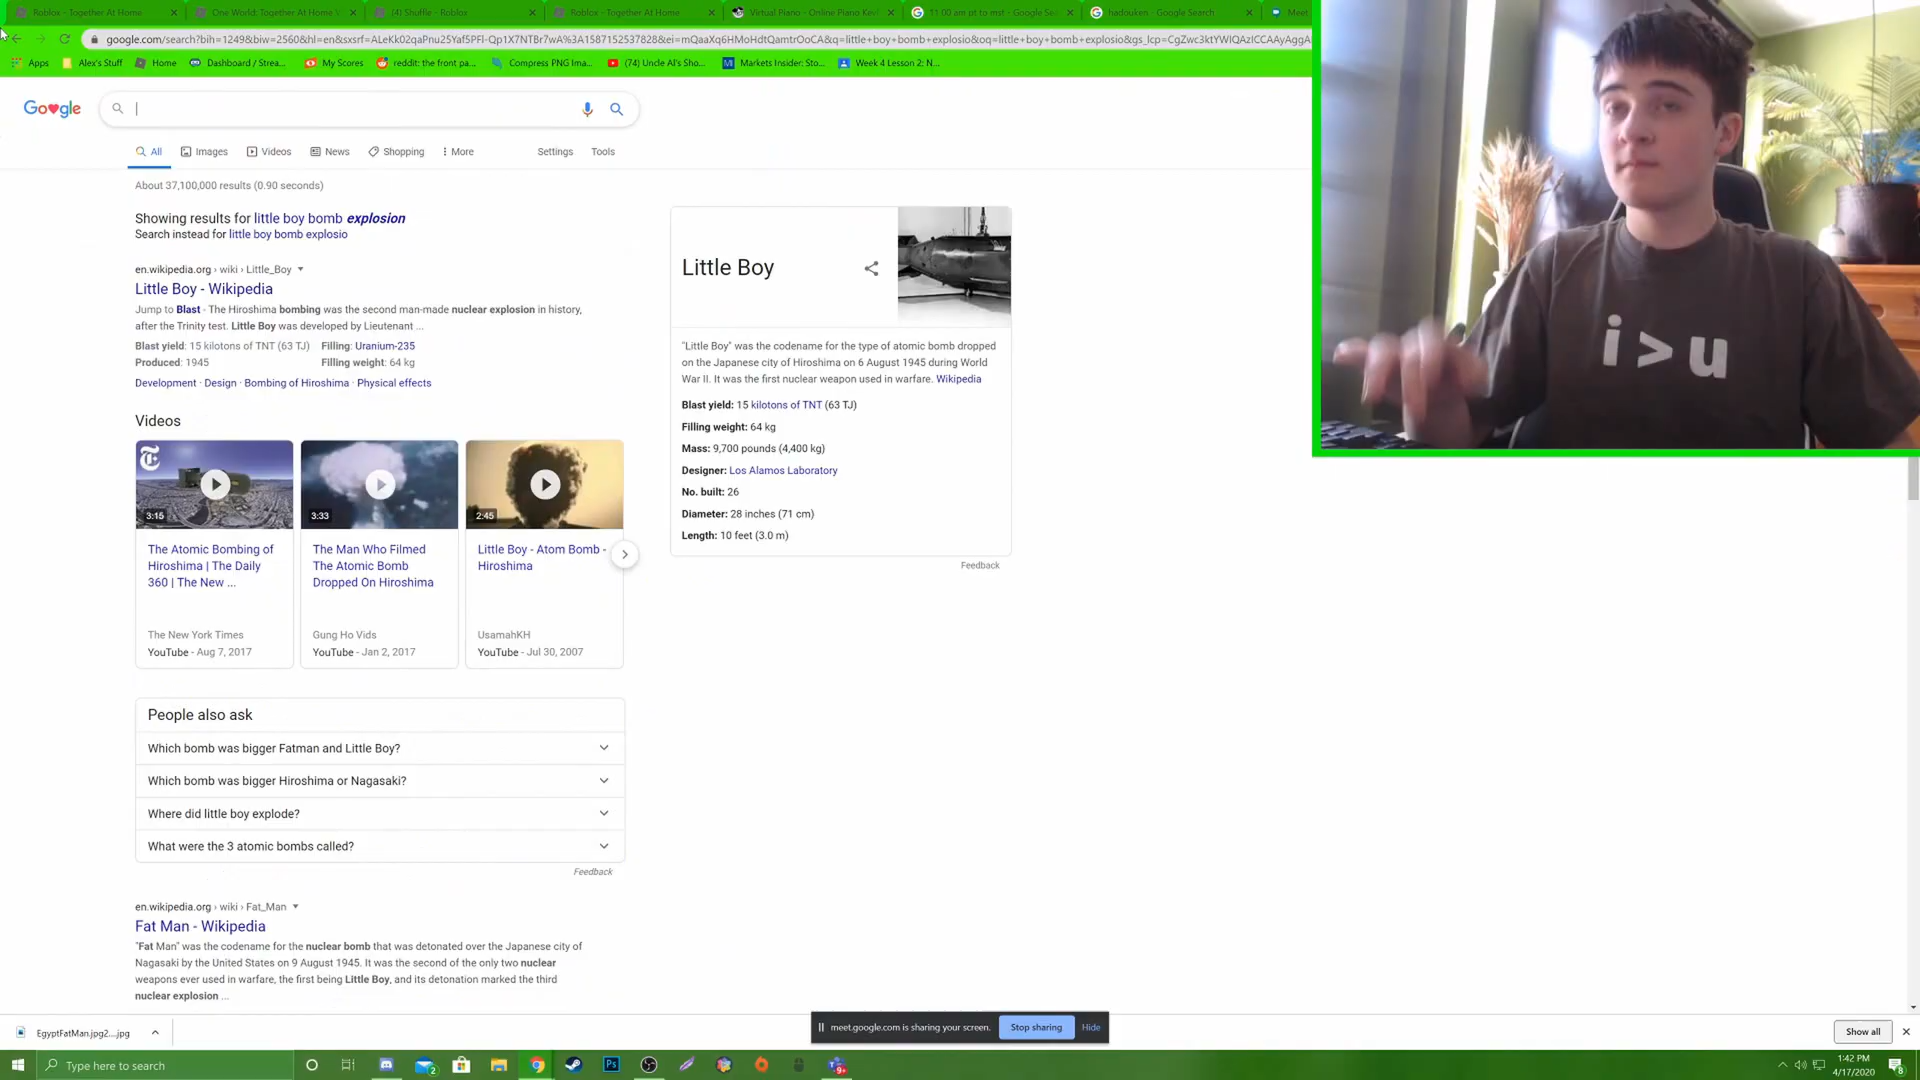 Roblox - Together At Home
One World: Together At Home
(4) Shuffle - Roblox
Roblox - Together At Home
Virtual Piano - Online Piano Key
11:00 am pt to mst - Google Se
hadouken - Google Search
Meet
google.com/search?bih=1249&biw=2560&hl=en&
q=little+boy+bomb+explosio&oq=little+boy+bomb+explosio&gs_lcp=
Apps
Alex's Stuff
Home
Dashboard / Strea...
My Scores
reddit: the front pa...
Compress PNG Ima...
(74) Uncle Al's Sho...
Markets Insider: Sto...
Week 4 Lesson 2: N...
Google
All
Images
Videos
News
Shopping
More
Settings
Tools
About 37,100,000 results (0.90 seconds)
Showing results for little boy bomb explosion
Search instead for little boy bomb explosio
en.wikipedia.org › wiki › Little_Boy
Little Boy - Wikipedia
Jump to Blast - The Hiroshima bombing was the second man-made nuclear explosion in history,
after the Trinity test. Little Boy was developed by Lieutenant ...
Blast yield: 15 kilotons of TNT (63 TJ) Filling: Uranium-235
Produced: 1945 Filling weight: 64 kg
Development · Design · Bombing of Hiroshima · Physical effects
Videos
3:15
3:33
2:45
The Atomic Bombing of
Hiroshima | The Daily
360 | The New ...
The New York Times
YouTube - Aug 7, 2017
The Man Who Filmed
The Atomic Bomb
Dropped On Hiroshima
Gung Ho Vids
YouTube - Jan 2, 2017
Little Boy - Atom Bomb -
Hiroshima
UsamahKH
YouTube - Jul 30, 2007
People also ask
Which bomb was bigger Fatman and Little Boy?
Which bomb was bigger Hiroshima or Nagasaki?
Where did little boy explode?
What were the 3 atomic bombs called?
Feedback
en.wikipedia.org › wiki › Fat_Man
Fat Man - Wikipedia
"Fat Man" was the codename for the nuclear bomb that was detonated over the Japanese city of
Nagasaki by the United States on 9 August 1945. It was the second of the only two nuclear
weapons ever used in warfare, the first being Little Boy, and its detonation marked the third
nuclear explosion ...
Little Boy
"Little Boy" was the codename for the type of atomic bomb dropped
on the Japanese city of Hiroshima on 6 August 1945 during World
War II. It was the first nuclear weapon used in warfare. Wikipedia
Blast yield: 15 kilotons of TNT (63 TJ)
Filling weight: 64 kg
Mass: 9,700 pounds (4,400 kg)
Designer: Los Alamos Laboratory
No. built: 26
Diameter: 28 inches (71 cm)
Length: 10 feet (3.0 m)
Feedback
i > u
EgyptFatMan.jpg2....jpg
meet.google.com is sharing your screen.
Stop sharing
Hide
Show all
Type here to search
2
Ps
9+
1:42 PM
4/17/2020
8